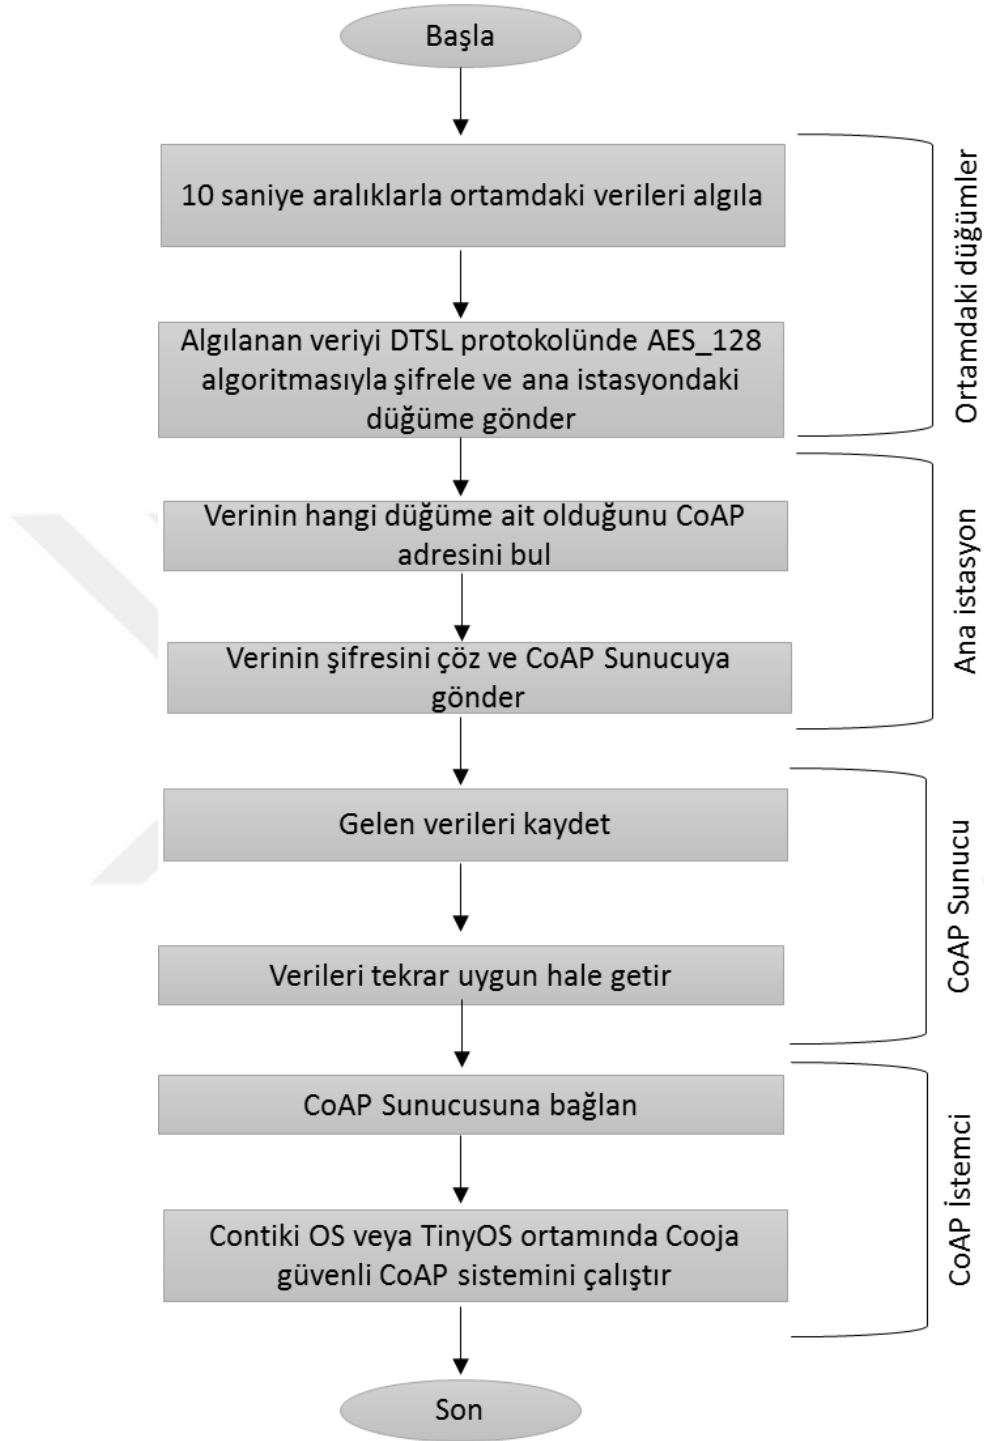 Başla
10 saniye aralıklarla ortamdaki verileri algıla
Algılanan veriyi DTSL protokolünde AES_128
algoritmasıyla şifrele ve ana istasyondaki
düğüme gönder
Ortamdaki düğümler
Verinin hangi düğüme ait olduğunu CoAP
adresini bul
Verinin şifresini çöz ve CoAP Sunucuya
gönder
Ana istasyon
Gelen verileri kaydet
Verileri tekrar uygun hale getir
CoAP Sunucu
CoAP Sunucusuna bağlan
Contiki OS veya TinyOS ortamında Cooja
güvenli CoAP sistemini çalıştır
CoAP İstemci
Son